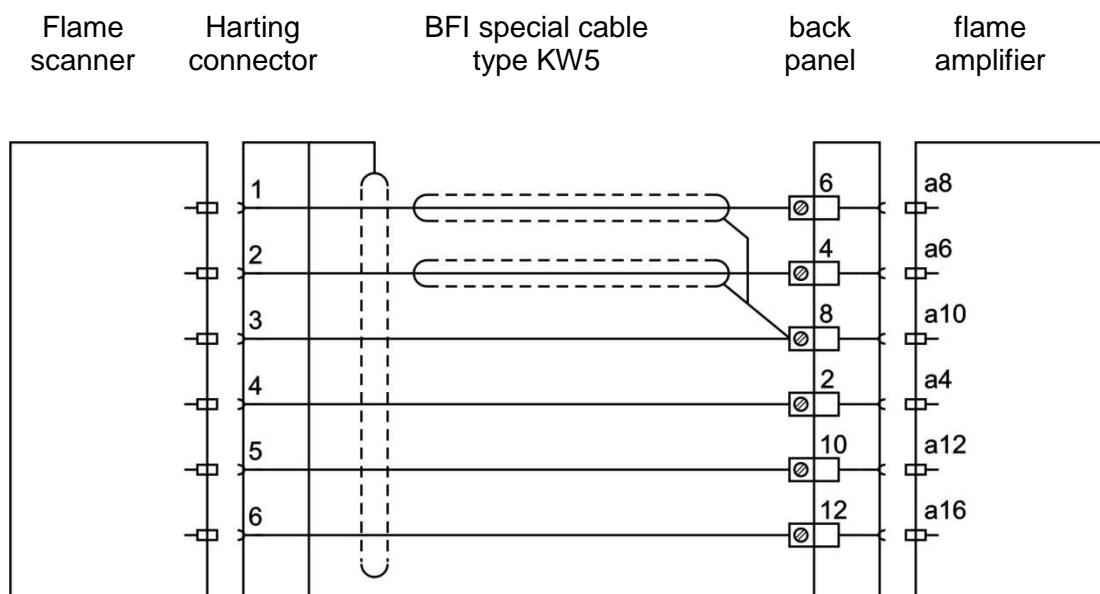 Flame scanner
Harting connector
BFI special cable type KW5
back panel
flame amplifier
1 6 a8
2 4 a6
3 8 a10
4 2 a4
5 10 a12
6 12 a16